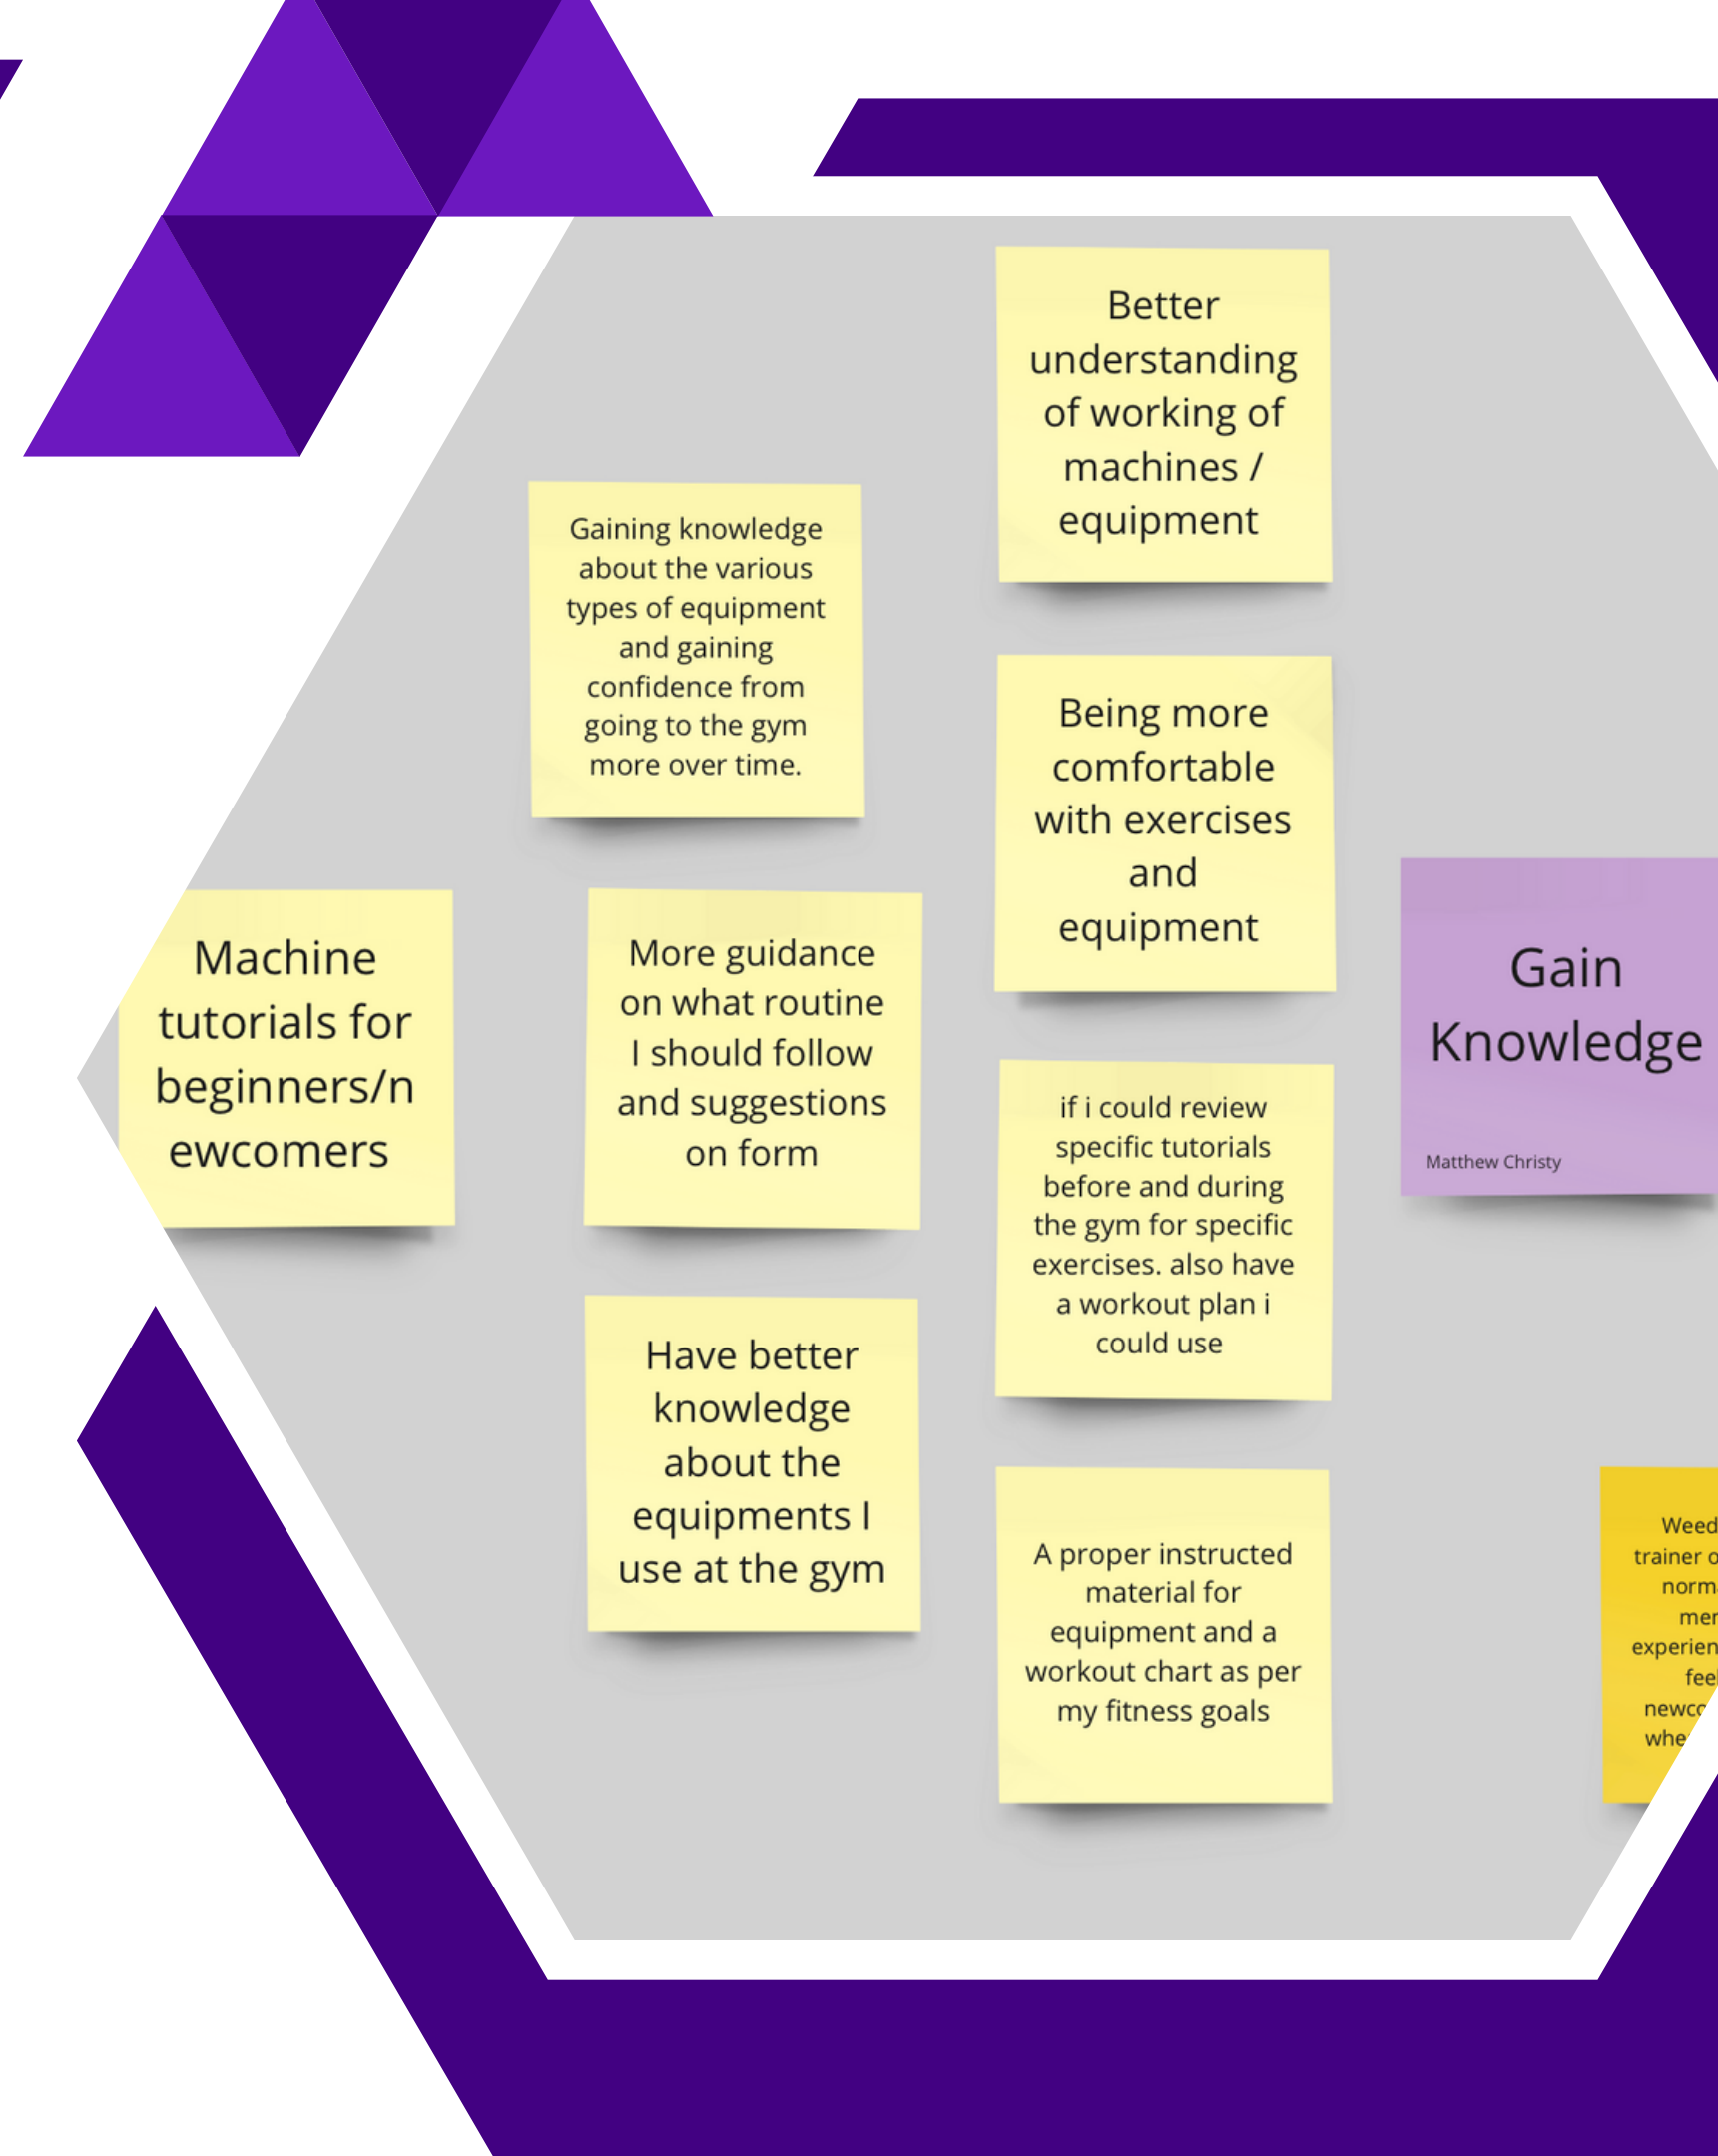 Better
understanding
of working of
machines /
equipment
Gaining knowledge
about the various
types of equipment
and gaining
confidence from
going to the gym
more over time.
Being more
comfortable
with exercises
and
equipment
Machine
tutorials for
beginners/n
ewcomers
More guidance
on what routine
I should follow
and suggestions
on form
Gain
Knowledge
Matthew Christy
if i could review
specific tutorials
before and during
the gym for specific
exercises. also have
a workout plan i
could use
Have better
knowledge
about the
equipments I
use at the gym
A proper instructed
material for
equipment and a
workout chart as per
my fitness goals
Weed
trainer